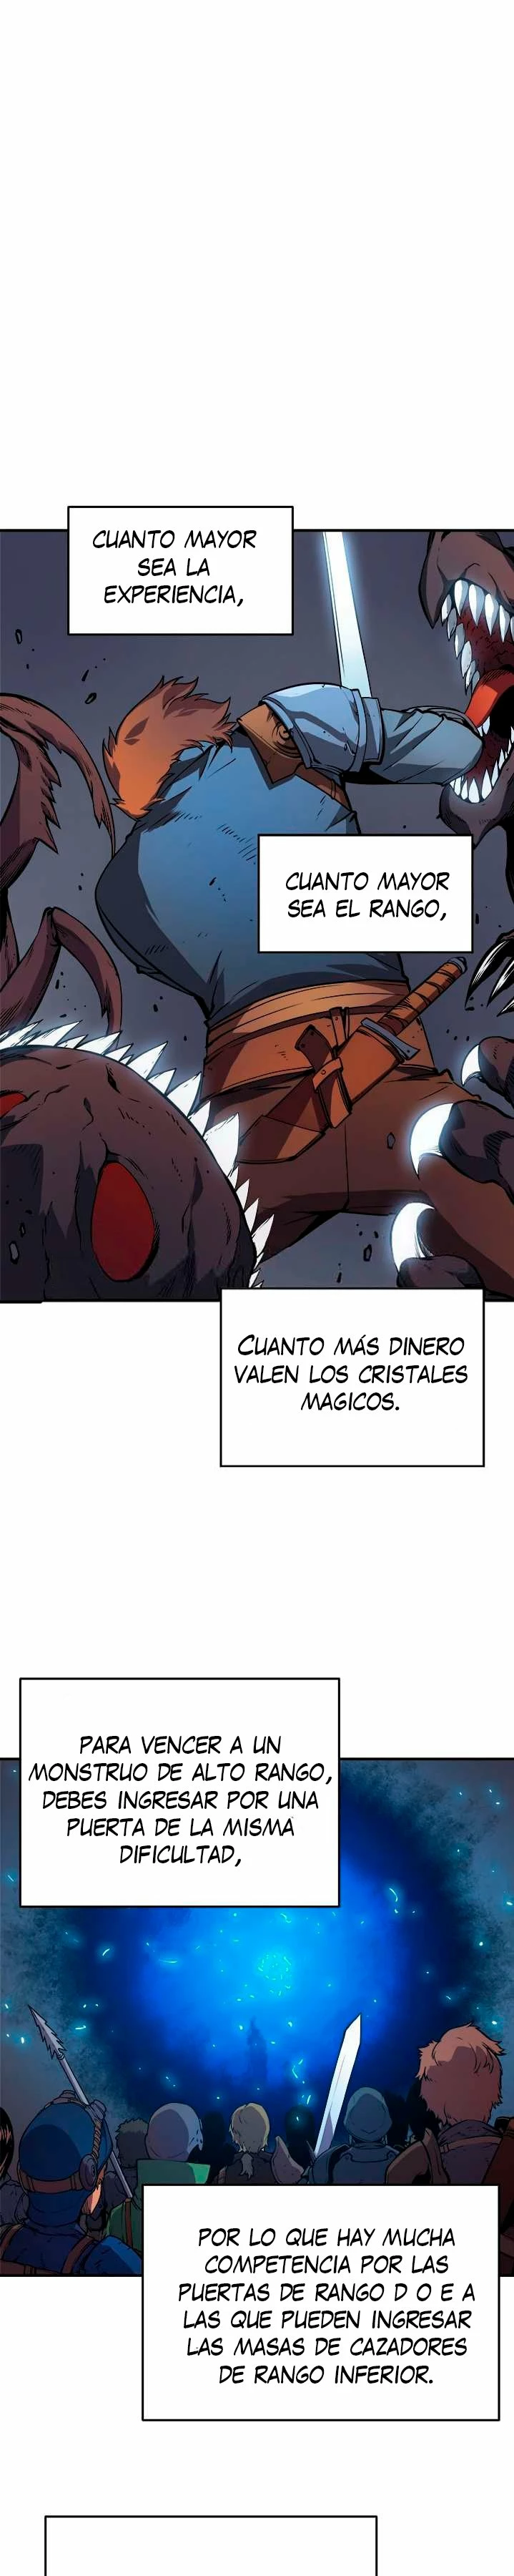 CUANTO MAYOR
SEA LA
EXPERIENCIA,
CUANTO MAYOR
SEA EL RANGO,
CUANTO MÁS DINERO
VALEN LOS CRISTALES
MAGICOS.
PARA VENCER A UN
MONSTRUO DE ALTO RANGO,
DEBES INGRESAR POR UNA
PUERTA DE LA MISMA
DIFICULTAD,
POR LO QUE HAY MUCHA
COMPETENCIA POR LAS
PUERTAS DE RANGO D O E A
LAS QUE PUEDEN INGRESAR
LAS MASAS DE CAZADORES
DE RANGO INFERIOR.